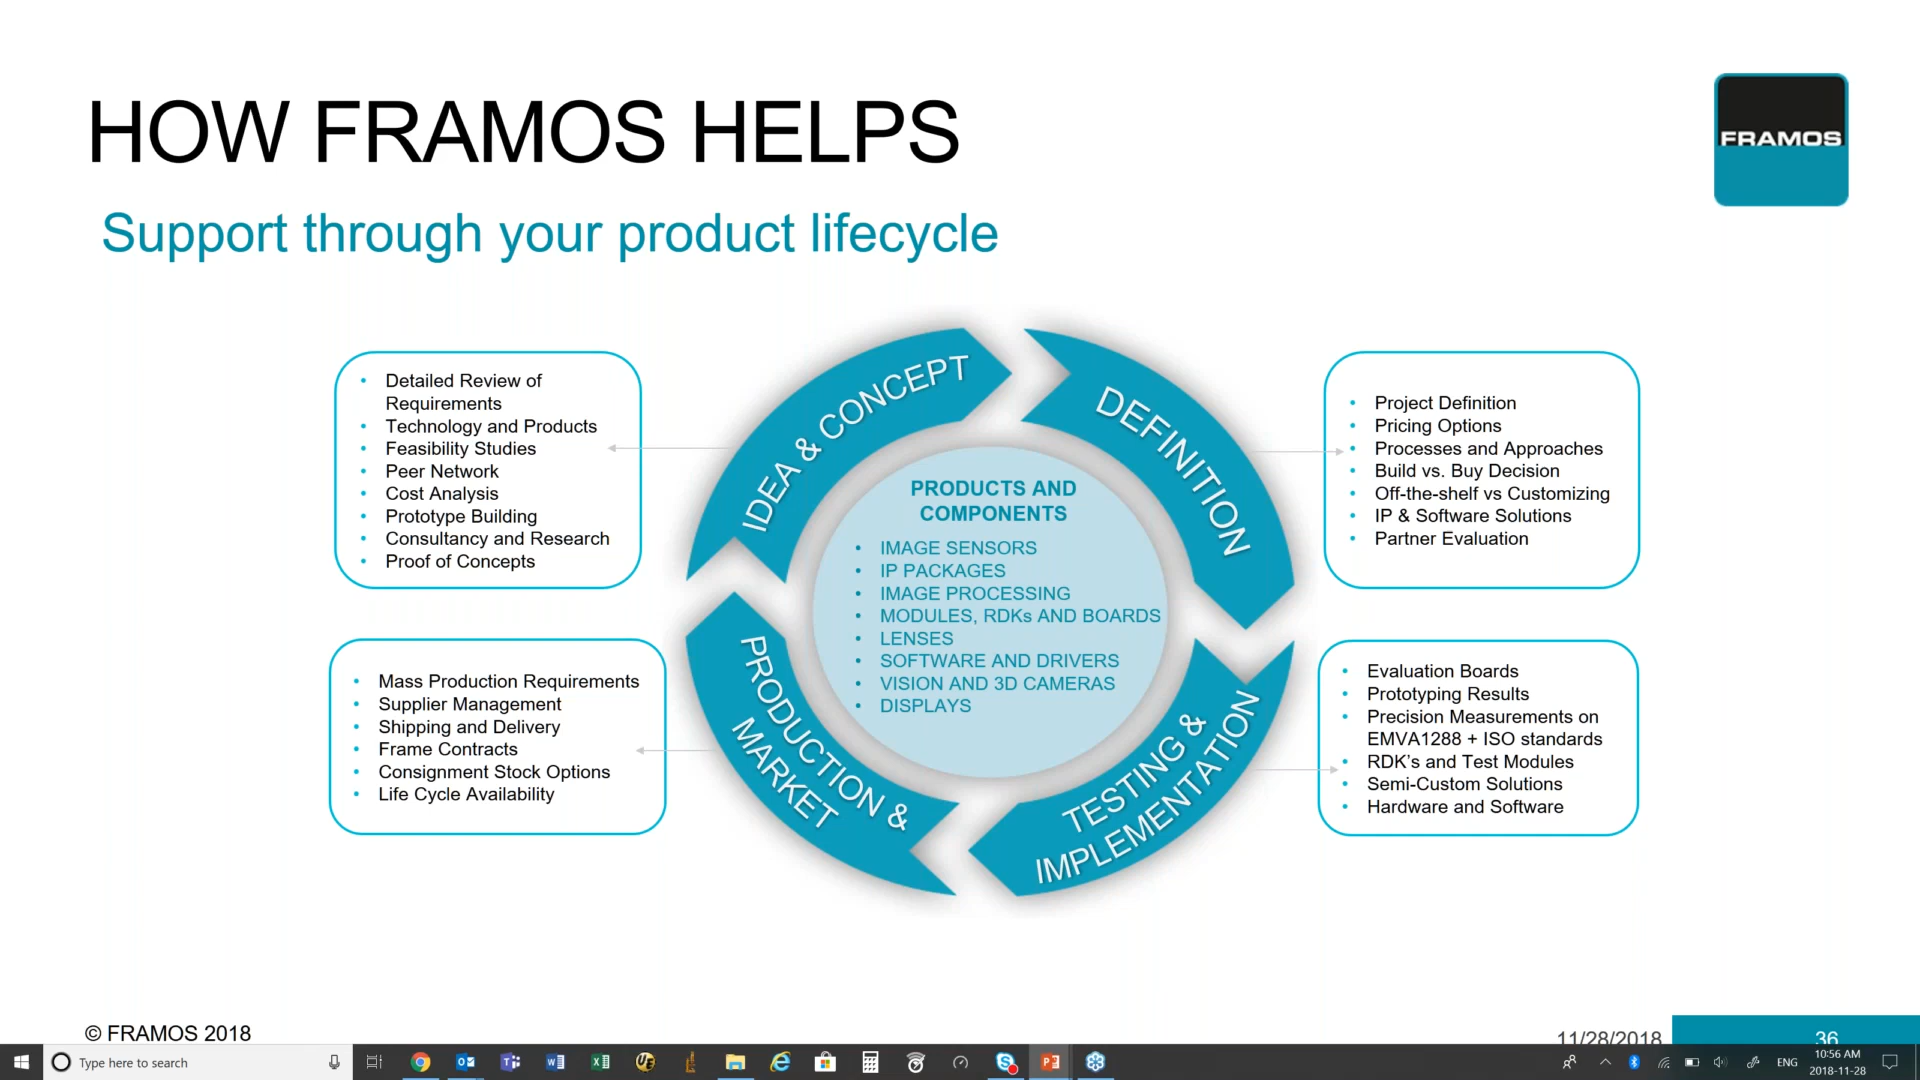 HOW FRAMOS HELPS
FRAMOS
Support through your product lifecycle
IDEA & CONCEPT
DEFINITION
TESTING &
IMPLEMENTATION
PRODUCTION &
MARKET
• Detailed Review of
Requirements
• Technology and Products
• Feasibility Studies
• Peer Network
• Cost Analysis
• Prototype Building
• Consultancy and Research
• Proof of Concepts
• Project Definition
• Pricing Options
• Processes and Approaches
• Build vs. Buy Decision
• Off-the-shelf vs Customizing
• IP & Software Solutions
• Partner Evaluation
PRODUCTS AND
COMPONENTS
• IMAGE SENSORS
• IP PACKAGES
• IMAGE PROCESSING
• MODULES, RDKs AND BOARDS
• LENSES
• SOFTWARE AND DRIVERS
• VISION AND 3D CAMERAS
• DISPLAYS
• Mass Production Requirements
• Supplier Management
• Shipping and Delivery
• Frame Contracts
• Consignment Stock Options
• Life Cycle Availability
• Evaluation Boards
• Prototyping Results
• Precision Measurements on
EMVA1288 + ISO standards
• RDK's and Test Modules
• Semi-Custom Solutions
• Hardware and Software
© FRAMOS 2018
11/28/2018
36
Type here to search
ENG
10:56 AM
2018-11-28